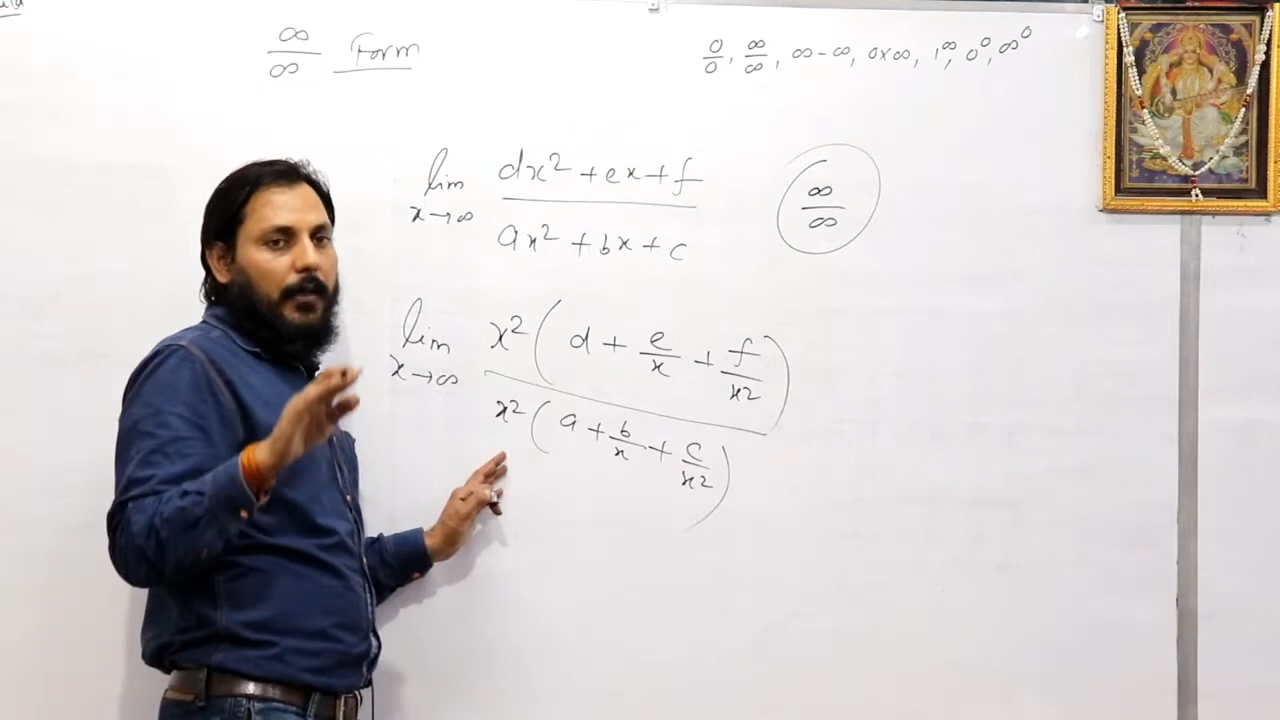 ∞/∞ Form
0/0, ∞/∞, ∞-∞, 0×∞, 1^∞, 0^0, ∞^0
lim x→∞ (dx²+ex+f)/(ax²+bx+c) ∞/∞
lim x→∞ x²(d + e/x + f/x²)/x²(a + b/x + c/x²)